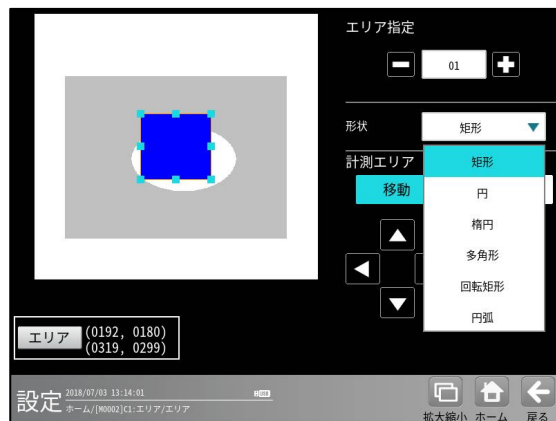 エリア指定
01
形状
矩形
計測エリア
矩形
移動
円
楕円
多角形
回転矩形
円弧
エリア
(0192, 0180)
(0319, 0299)
設定
2018/07/03 13:14:01
ホーム/[M0002]C1:エリア/エリア
拡大縮小
ホーム
戻る